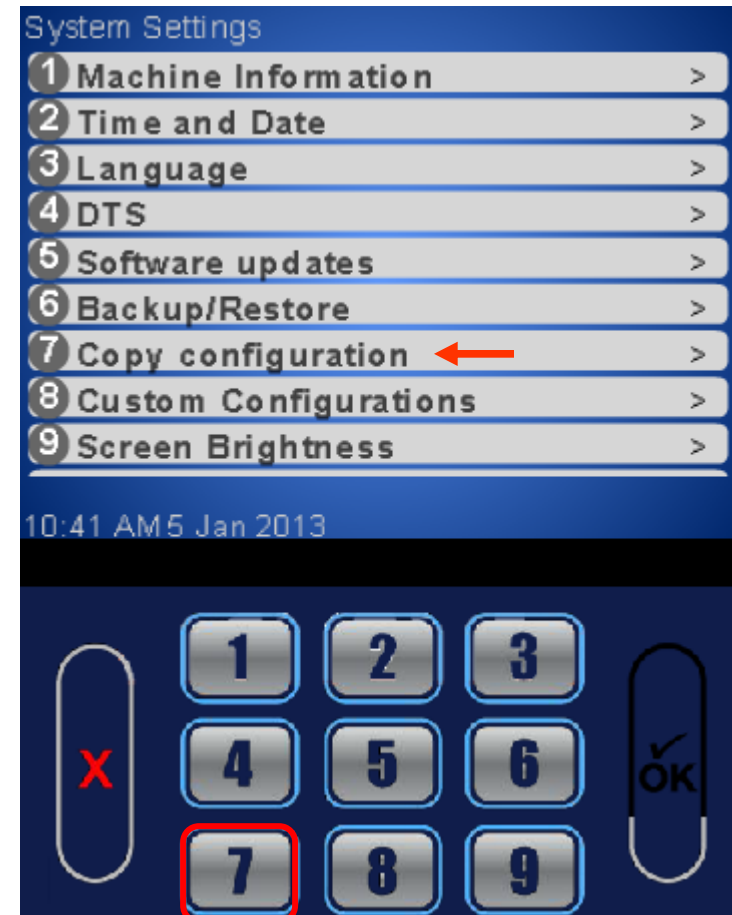 System Settings
1 Machine Information >
2 Time and Date >
3 Language >
4 DTS >
5 Software updates >
6 Backup/Restore >
7 Copy configuration >
8 Custom Configurations >
9 Screen Brightness >
10:41 AM 5 Jan 2013
1 2 3
X 4 5 6 OK
7 8 9